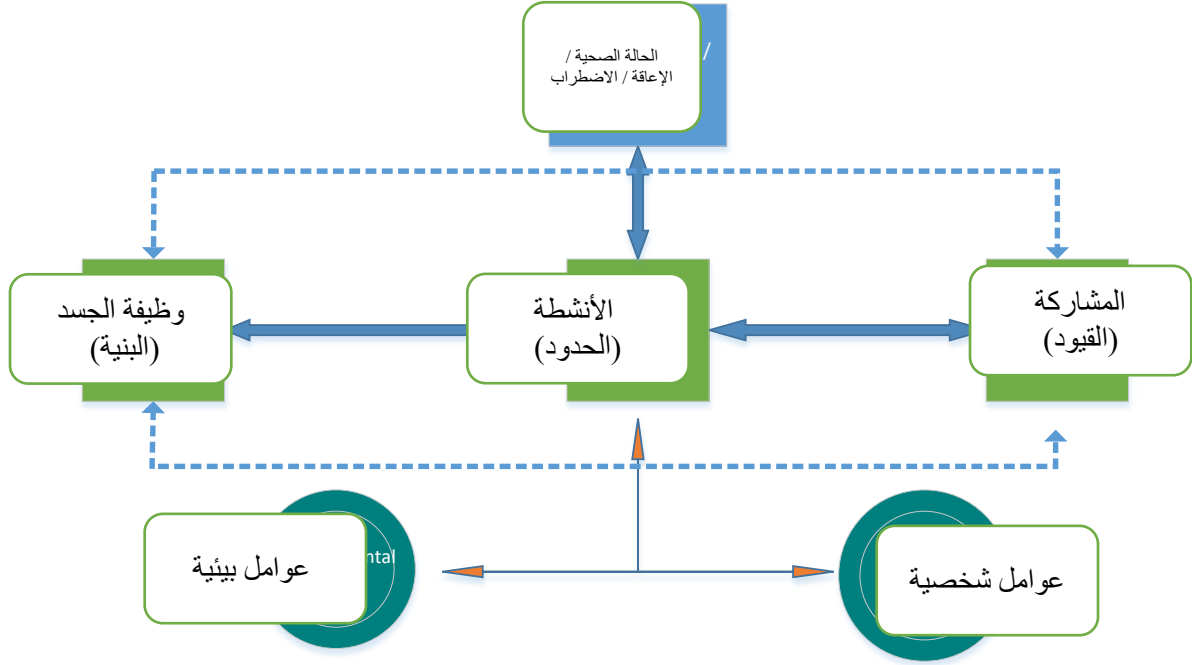 الحالة الصحية /
الإعاقة / الاضطراب
/
وظيفة الجسد
(البنية)
الأنشطة
(الحدود)
المشاركة
(القيود)
عوامل بيئية
ntal
عوامل شخصية